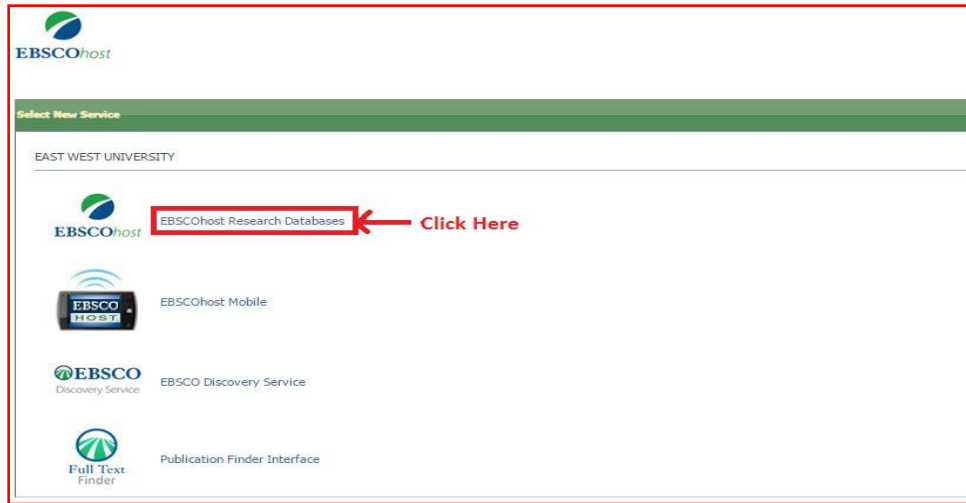 EBSCOhost
Select New Service
EAST WEST UNIVERSITY
EBSCOhost
EBSCOhost Research Databases
Click Here
EBSCO
HOST
EBSCOhost Mobile
EBSCO
Discovery Service
EBSCO Discovery Service
Full Text
Finder
Publication Finder Interface